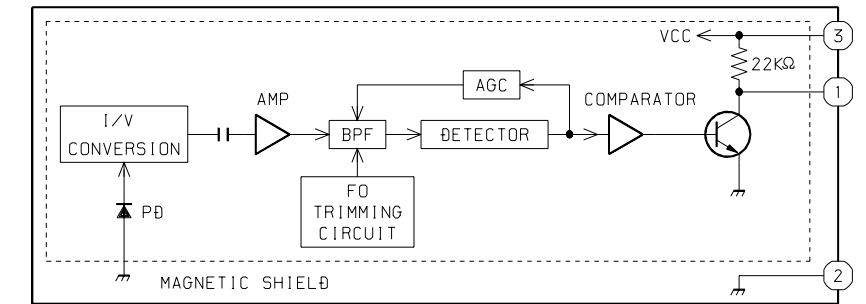 VCC
3
22KΩ
1
AGC
AMP
COMPARATOR
I/V
CONVERSION
BPF
DETECTOR
FO
TRIMMING
CIRCUIT
PD
MAGNETIC SHIELD
2